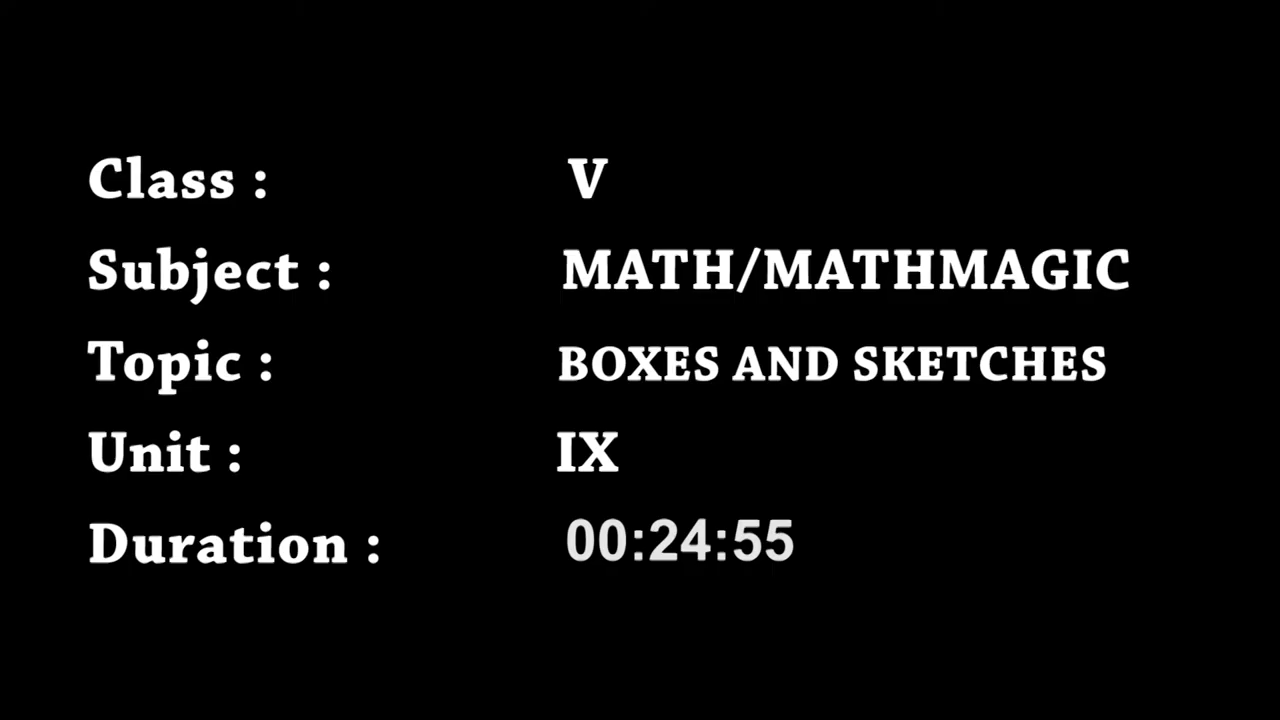 Class : V
Subject : MATH/MATHMAGIC
Topic : BOXES AND SKETCHES
Unit : IX
Duration : 00:24:55